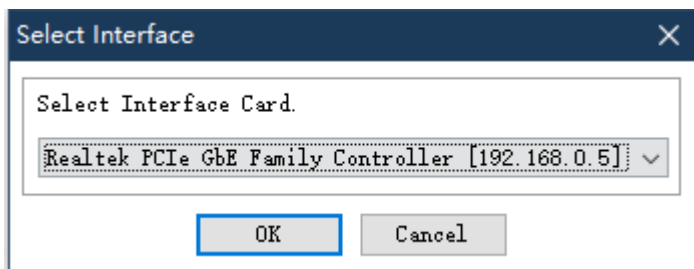 Select Interface
Select Interface Card.
Realtek PCIe GbE Family Controller [192.168.0.5]
OK
Cancel